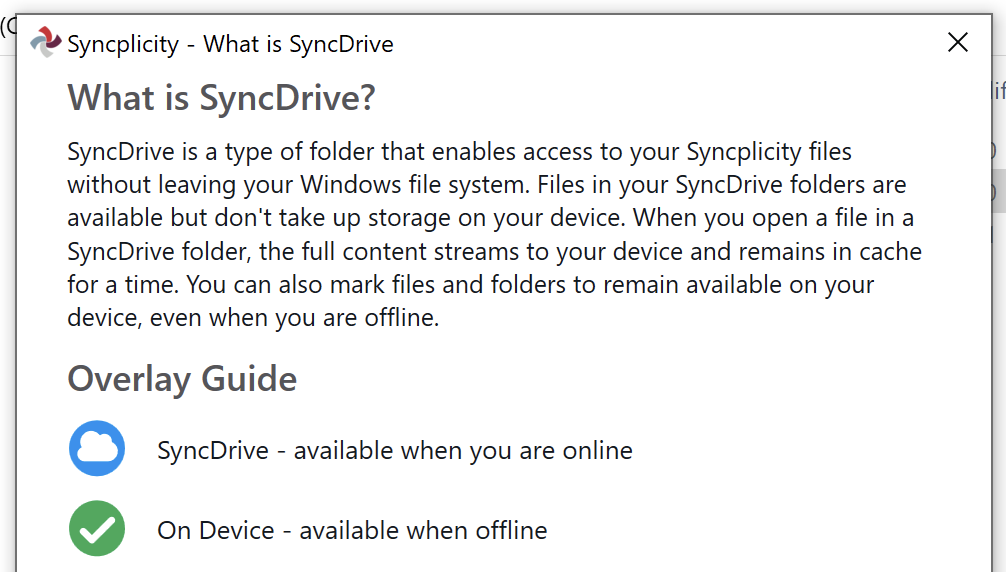 Syncplicity - What is SyncDrive
What is SyncDrive?
SyncDrive is a type of folder that enables access to your Syncplicity files
without leaving your Windows file system. Files in your SyncDrive folders are
available but don't take up storage on your device. When you open a file in a
SyncDrive folder, the full content streams to your device and remains in cache
for a time. You can also mark files and folders to remain available on your
device, even when you are offline.
Overlay Guide
SyncDrive - available when you are online
On Device - available when offline